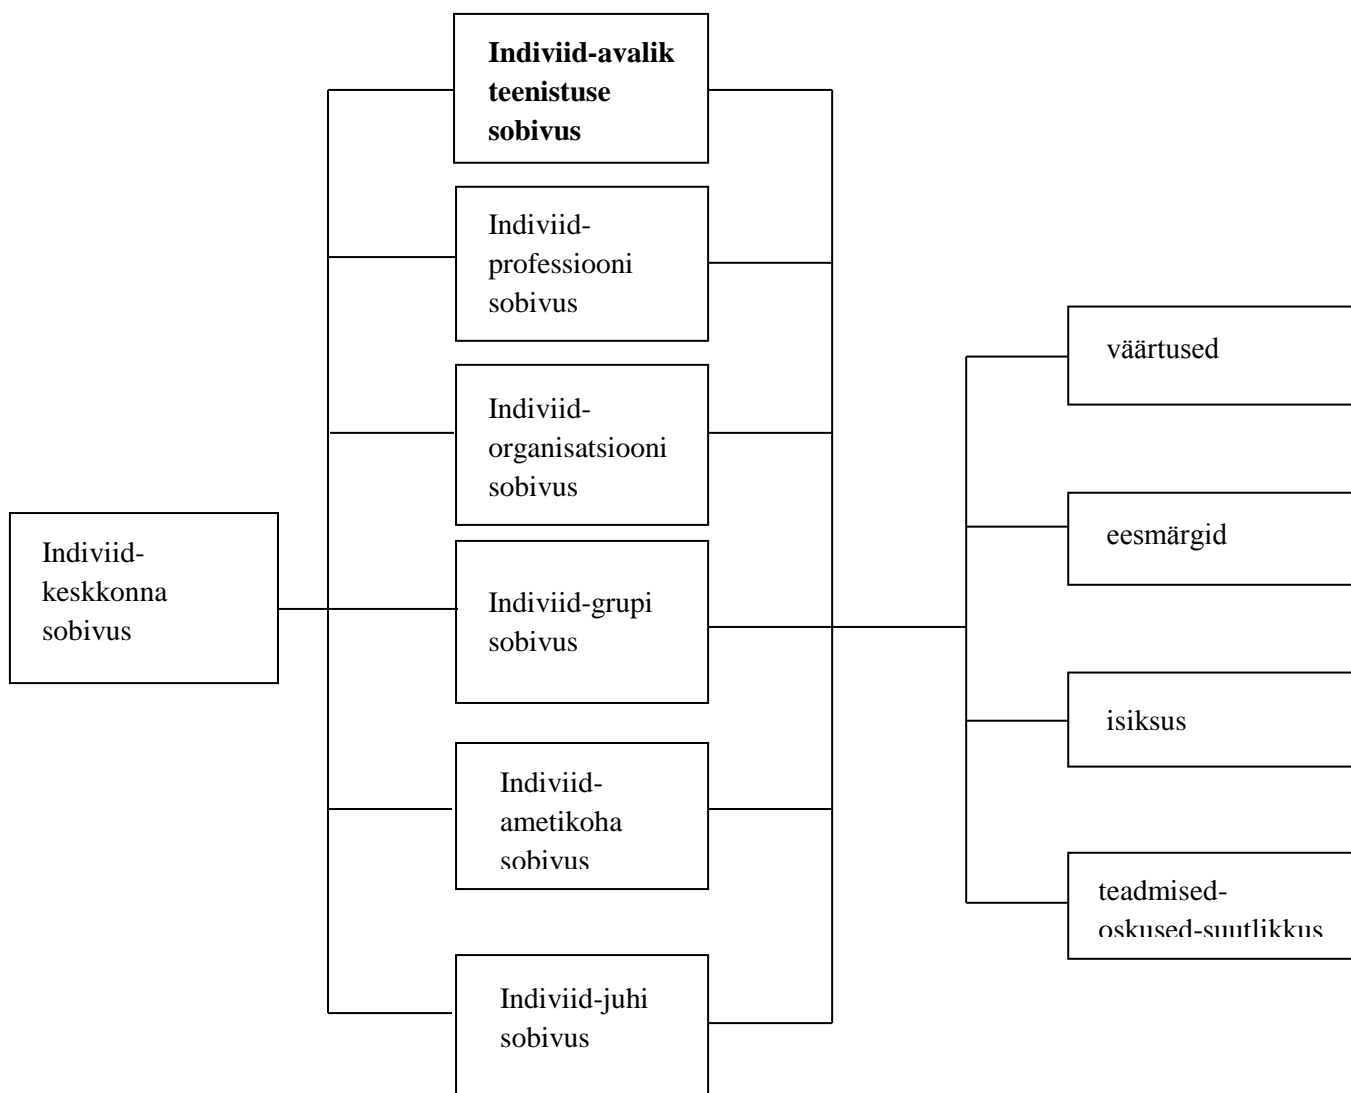 Indiviid-avalik
teenistuse
sobivus
Indiviid-
professiooni
sobivus
Indiviid-
organisatsiooni
sobivus
Indiviid-
keskkonna
sobivus
Indiviid-grupi
sobivus
Indiviid-
ametikoha
sobivus
Indiviid-juhi
sobivus
väärtused
eesmärgid
isiksus
teadmised-
oskused-suutlikkus